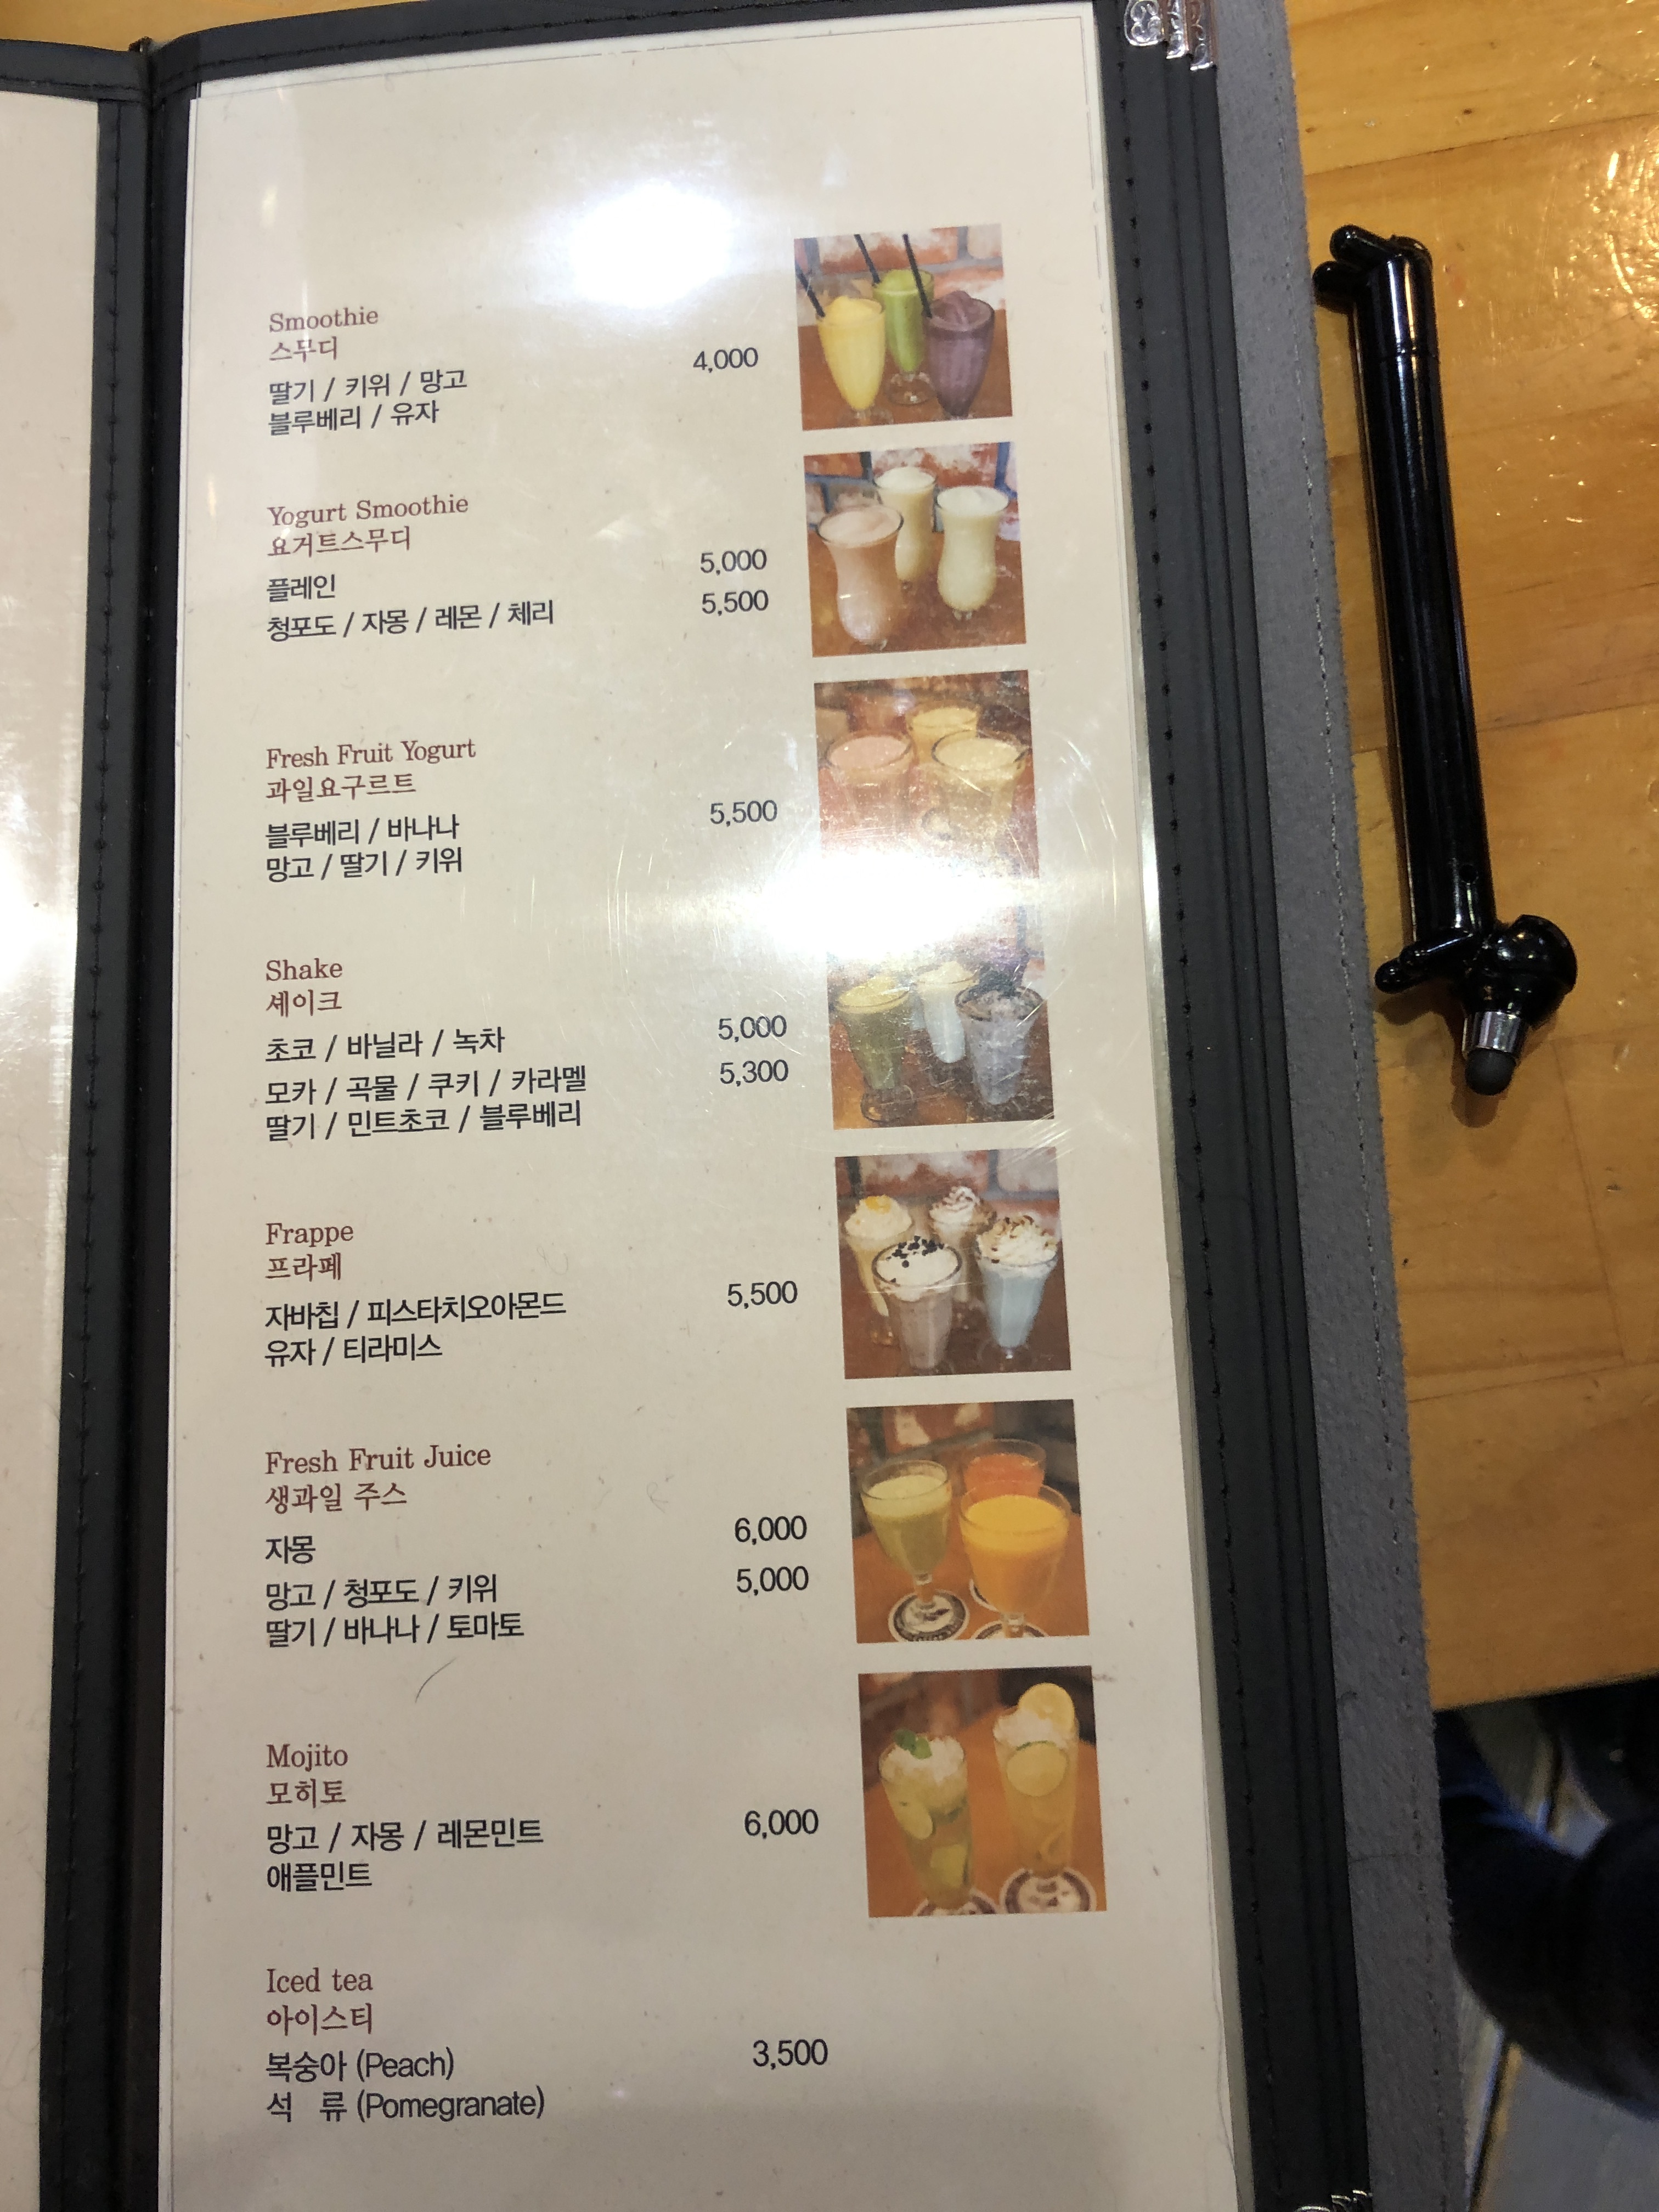 Smoothie
스무디
딸기 / 키위 / 망고 4,000
블루베리 / 유자
Yogurt Smoothie
요거트스무디
플레인 5,000
청포도 / 자몽 / 레몬 / 체리 5,500
Fresh Fruit Yogurt
과일요구르트
블루베리 / 바나나 5,500
망고 / 딸기 / 키위
Shake
셰이크
초코 / 바닐라 / 녹차 5,000
모카 / 곡물 / 쿠키 / 카라멜 5,300
딸기 / 민트초코 / 블루베리
Frappe
프라페
자바칩 / 피스타치오아몬드 5,500
유자 / 티라미스
Fresh Fruit Juice
생과일 주스
자몽 6,000
망고 / 청포도 / 키위 5,000
딸기 / 바나나 / 토마토
Mojito
모히토
망고 / 자몽 / 레몬민트 6,000
애플민트
Iced tea
아이스티
복숭아 (Peach) 3,500
석 류 (Pomegranate)